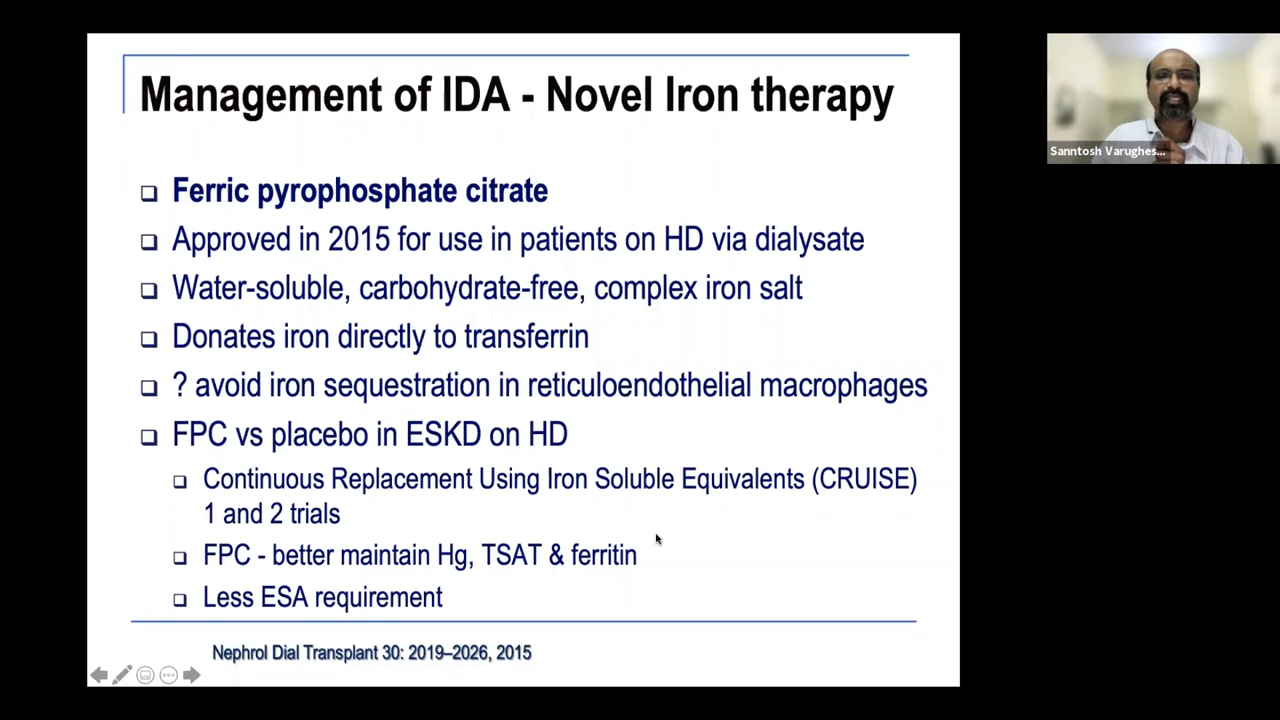 Management of IDA - Novel Iron therapy
Ferric pyrophosphate citrate
Approved in 2015 for use in patients on HD via dialysate
Water-soluble, carbohydrate-free, complex iron salt
Donates iron directly to transferrin
? avoid iron sequestration in reticuloendothelial macrophages
FPC vs placebo in ESKD on HD
Continuous Replacement Using Iron Soluble Equivalents (CRUISE)
1 and 2 trials
FPC - better maintain Hg, TSAT & ferritin
Less ESA requirement
Nephrol Dial Transplant 30: 2019–2026, 2015
Sanntosh Varughes...